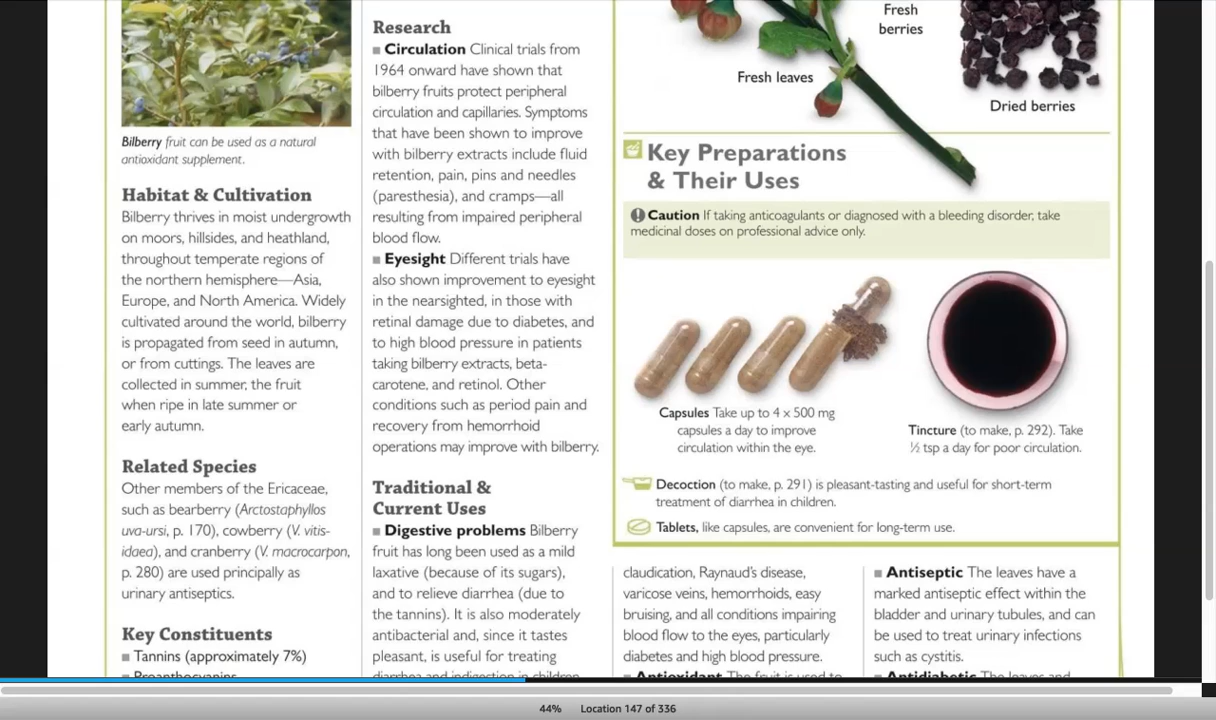 Bilberry fruit can be used as a natural
antioxidant supplement.
Habitat & Cultivation
Bilberry thrives in moist undergrowth
on moors, hillsides, and heathland,
throughout temperate regions of
the northern hemisphere—Asia,
Europe, and North America. Widely
cultivated around the world, bilberry
is propagated from seed in autumn,
or from cuttings. The leaves are
collected in summer, the fruit
when ripe in late summer or
early autumn.
Related Species
Other members of the Ericaceae,
such as bearberry (Arctostaphyllos
uva-ursi, p. 170), cowberry (V. vitis-
idaea), and cranberry (V. macrocarpon,
p. 280) are used principally as
urinary antiseptics.
Key Constituents
■ Tannins (approximately 7%)
■ Proanthocyanins
Research
■ Circulation Clinical trials from
1964 onward have shown that
bilberry fruits protect peripheral
circulation and capillaries. Symptoms
that have been shown to improve
with bilberry extracts include fluid
retention, pain, pins and needles
(paresthesia), and cramps—all
resulting from impaired peripheral
blood flow.
■ Eyesight Different trials have
also shown improvement to eyesight
in the nearsighted, in those with
retinal damage due to diabetes, and
to high blood pressure in patients
taking bilberry extracts, beta-
carotene, and retinol. Other
conditions such as period pain and
recovery from hemorrhoid
operations may improve with bilberry.
Traditional &
Current Uses
■ Digestive problems Bilberry
fruit has long been used as a mild
laxative (because of its sugars),
and to relieve diarrhea (due to
the tannins). It is also moderately
antibacterial and, since it tastes
pleasant, is useful for treating
diarrhea and indigestion in children
Fresh
berries
Fresh leaves
Dried berries
Key Preparations
& Their Uses
Caution If taking anticoagulants or diagnosed with a bleeding disorder, take
medicinal doses on professional advice only.
Capsules Take up to 4 x 500 mg
capsules a day to improve
circulation within the eye.
Tincture (to make, p. 292). Take
½ tsp a day for poor circulation.
Decoction (to make, p. 291) is pleasant-tasting and useful for short-term
treatment of diarrhea in children.
Tablets, like capsules, are convenient for long-term use.
claudication, Raynaud's disease,
varicose veins, hemorrhoids, easy
bruising, and all conditions impairing
blood flow to the eyes, particularly
diabetes and high blood pressure.
■ Antioxidant The fruit is used to
■ Antiseptic The leaves have a
marked antiseptic effect within the
bladder and urinary tubules, and can
be used to treat urinary infections
such as cystitis.
■ Antidiabetic The leaves and
44% Location 147 of 336